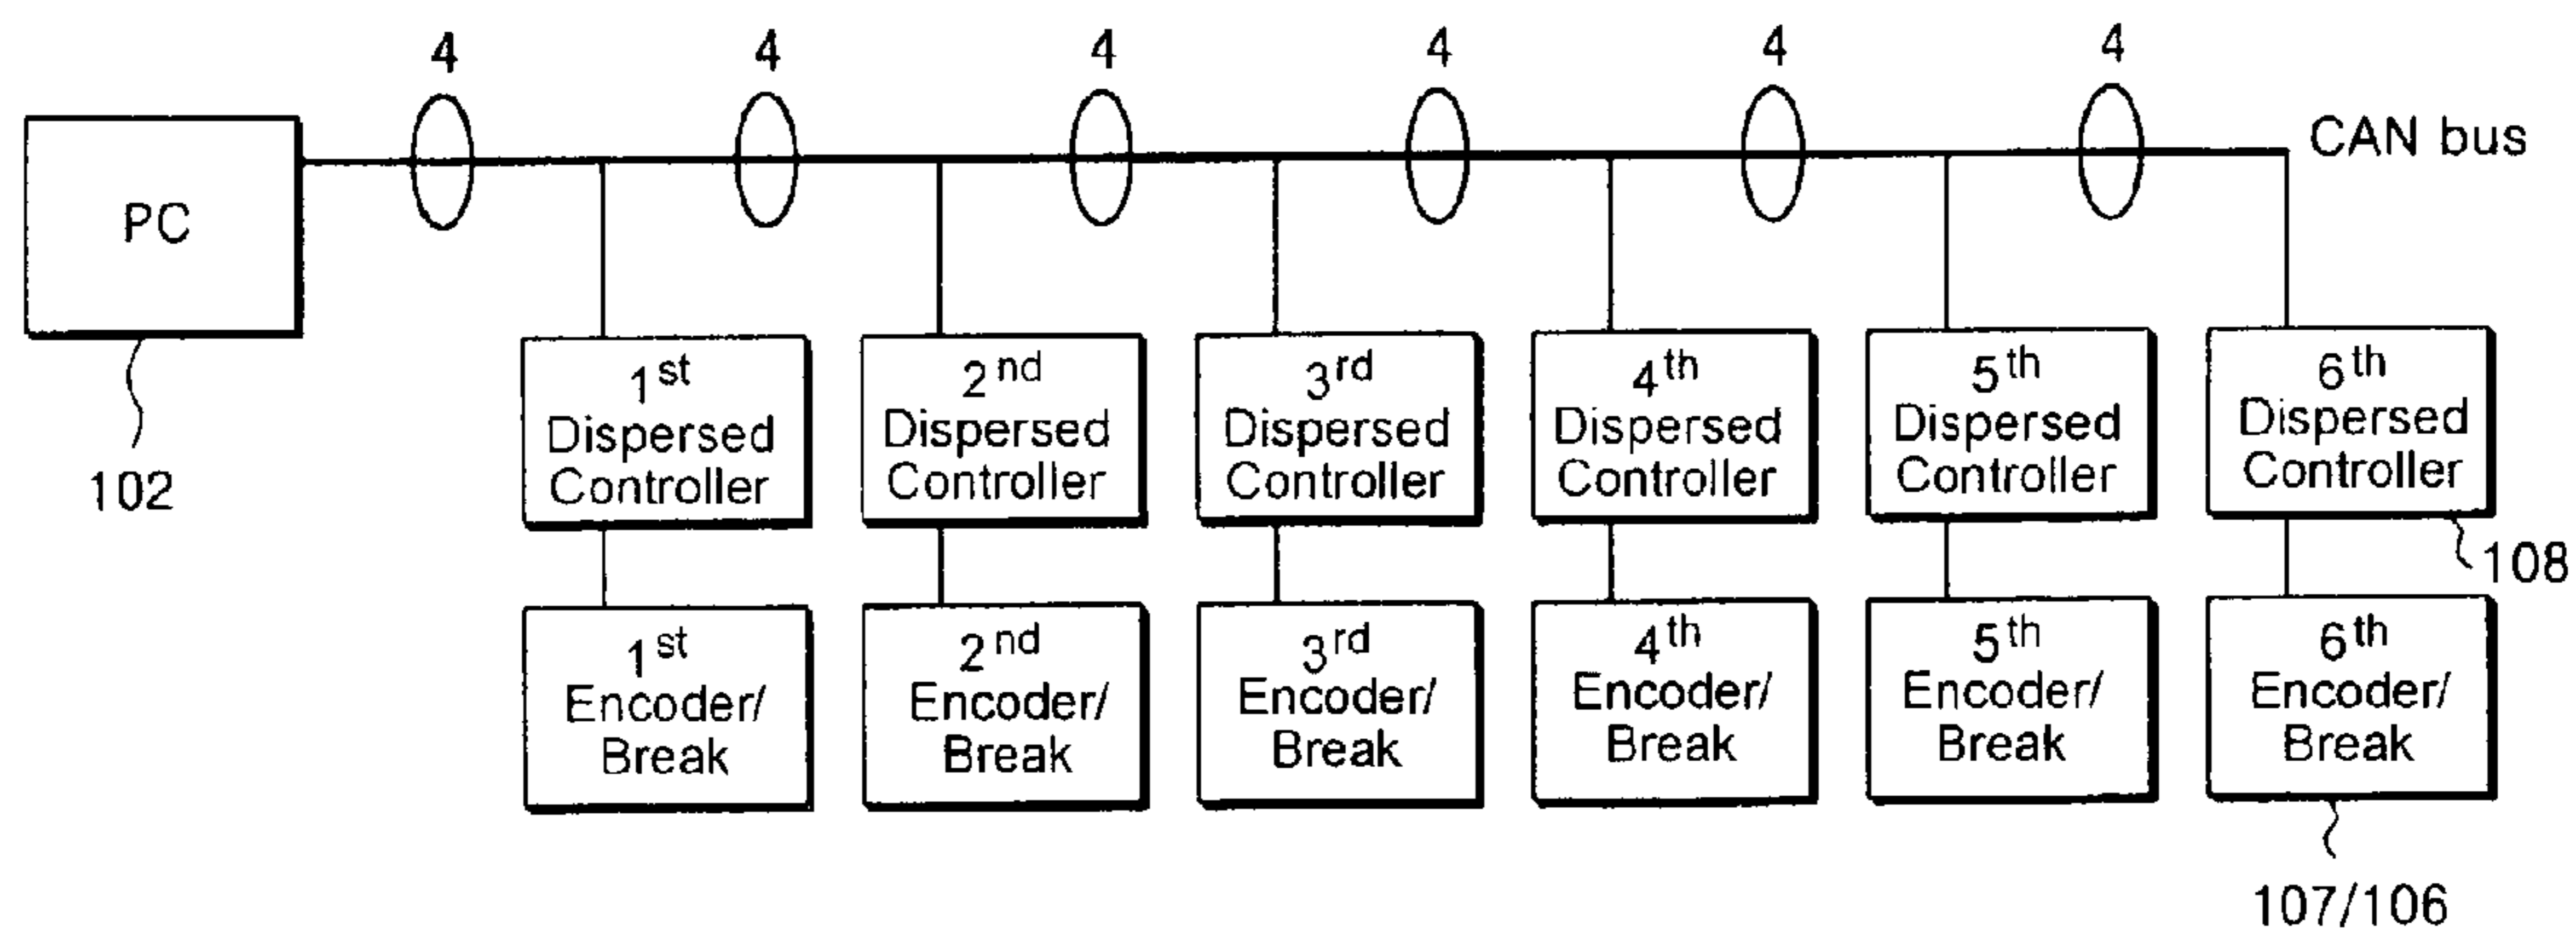 4 4 4 4 4 4
CAN bus
PC
102
1st
Dispersed
Controller
2nd
Dispersed
Controller
3rd
Dispersed
Controller
4th
Dispersed
Controller
5th
Dispersed
Controller
6th
Dispersed
Controller
108
1st
Encoder/
Break
2nd
Encoder/
Break
3rd
Encoder/
Break
4th
Encoder/
Break
5th
Encoder/
Break
6th
Encoder/
Break
107/106